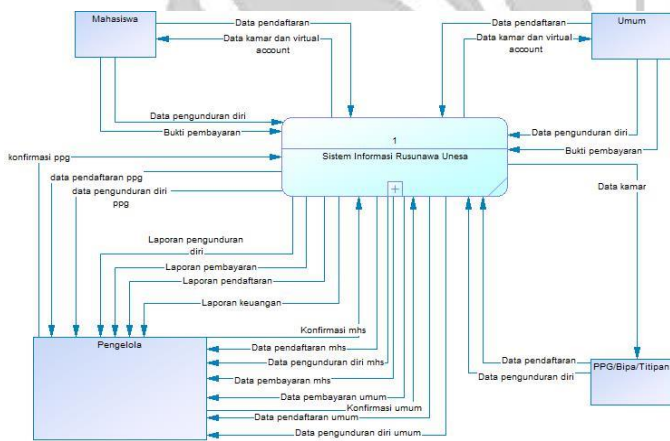 Mahasiswa
Data pendaftaran
Data kamar dan virtual
account
Data pengunduran diri
Bukti pembayaran
Umum
Data pendaftaran
Data kamar dan virtual
account
Data pengunduran diri
Bukti pembayaran
1
Sistem Informasi Rusunawa Unesa
konfirmasi ppg
data pendaftaran ppg
data pengunduran diri
ppg
Data kamar
Laporan pengunduran
diri
Laporan pembayaran
Laporan pendaftaran
Laporan keuangan
Konfirmasi mhs
Pengelola
Data pendaftaran mhs
Data pengunduran diri mhs
Data pembayaran mhs
Data pembayaran umum
Konfirmasi umum
Data pendaftaran umum
Data pengunduran diri umum
Data pendaftaran
Data pengunduran diri
PPG/Bipa/Titipan